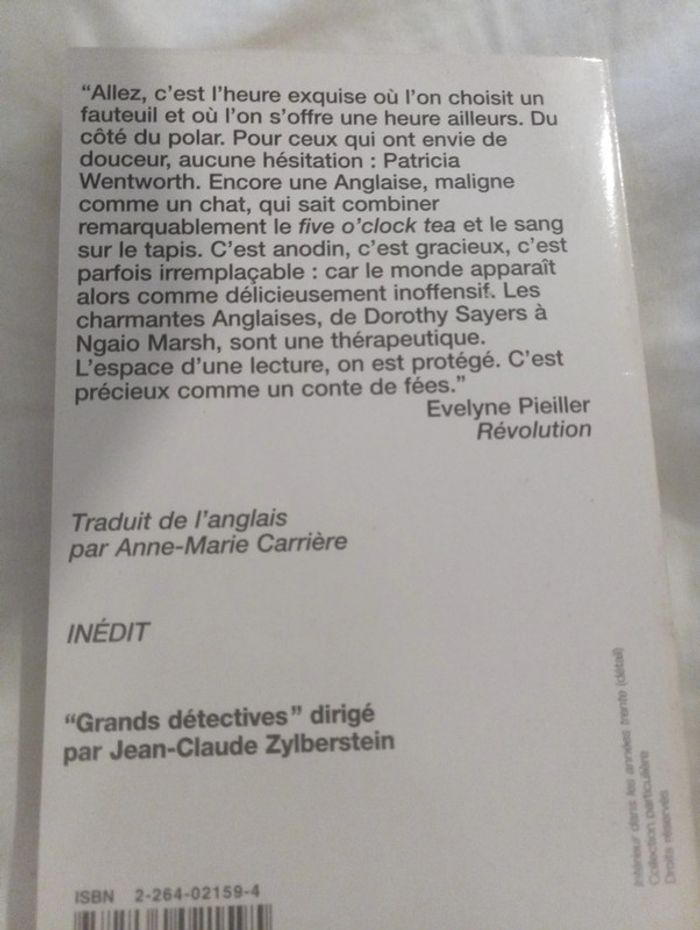 “Allez, c’est l’heure exquise où l’on choisit un
fauteuil et où l’on s’offre une heure ailleurs. Du
côté du polar. Pour ceux qui ont envie de
douceur, aucune hésitation : Patricia
Wentworth. Encore une Anglaise, maligne
comme un chat, qui sait combiner
remarquablement le five o’clock tea et le sang
sur le tapis. C’est anodin, c’est gracieux, c’est
parfois irremplaçable : car le monde apparaît
alors comme délicieusement inoffensif. Les
charmantes Anglaises, de Dorothy Sayers à
Ngaio Marsh, sont une thérapeutique.
L’espace d’une lecture, on est protégé. C’est
précieux comme un conte de fées.”
Evelyne Pieiller
Révolution
Traduit de l’anglais
par Anne-Marie Carrière
INÉDIT
“Grands détectives” dirigé
par Jean-Claude Zylberstein
ISBN 2-264-02159-4
Intérieur dans les années trente (détail)
Collection particulière
Droits réservés